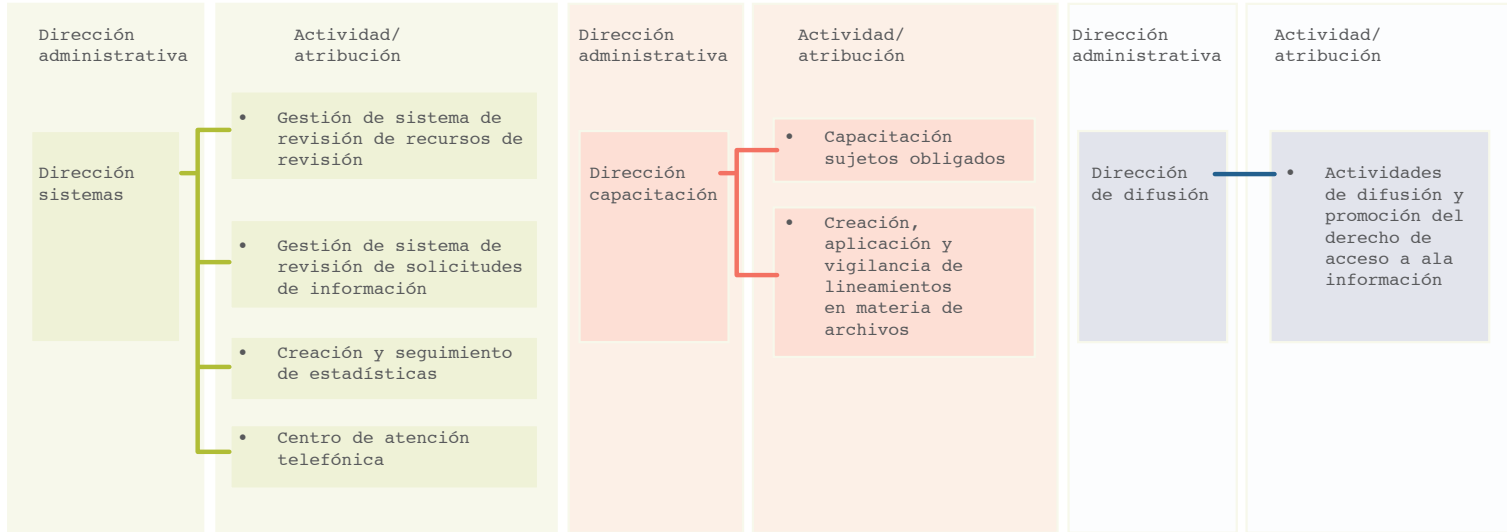 Dirección
administrativa
Actividad/
atribución
Dirección
sistemas
• Gestión de sistema de
revisión de recursos de
revisión
• Gestión de sistema de
revisión de solicitudes
de información
• Creación y seguimiento
de estadísticas
• Centro de atención
telefónica
Dirección
administrativa
Actividad/
atribución
Dirección
capacitación
• Capacitación
sujetos obligados
• Creación,
aplicación y
vigilancia de
lineamientos
en materia de
archivos
Dirección
administrativa
Actividad/
atribución
Dirección
de difusión
• Actividades
de difusión y
promoción del
derecho de
acceso a ala
información